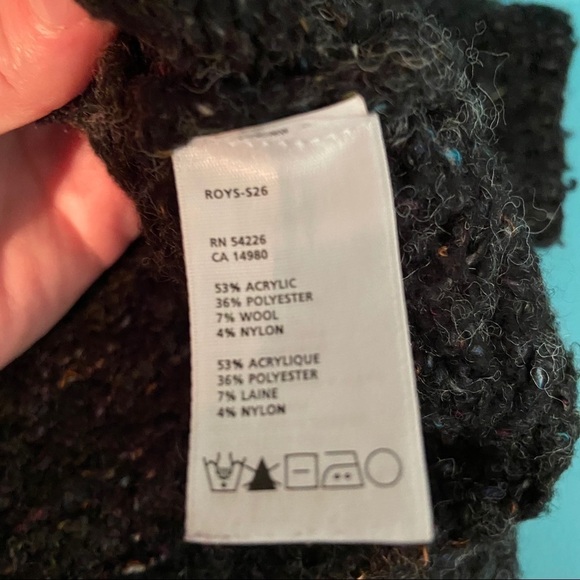 ROYS-S26
RN 54226
CA 14980
53% ACRYLIC
36% POLYESTER
7% WOOL
4% NYLON
53% ACRYLIQUE
36% POLYESTER
7% LAINE
4% NYLON